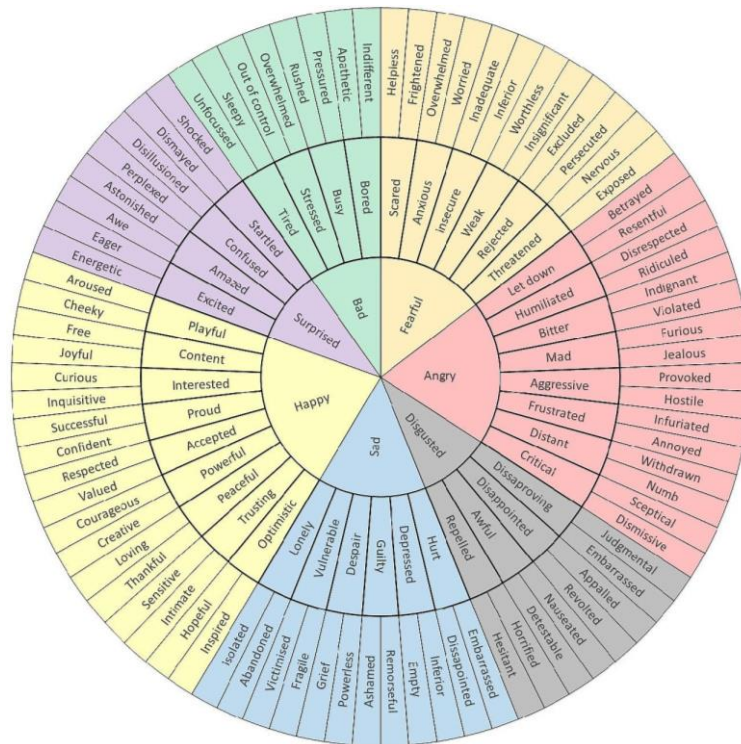 Bad
Fearful
Angry
Disgusted
Sad
Happy
Surprised
Tired
Stressed
Busy
Bored
Scared
Anxious
insecure
Weak
Rejected
Threatened
Let down
Humiliated
Bitter
Mad
Aggressive
Frustrated
Distant
Critical
Dissaproving
Disappointed
Awful
Repelled
Hurt
Depressed
Guilty
Despair
Vulnerable
Lonely
Optimistic
Trusting
Peaceful
Powerful
Accepted
Proud
Interested
Content
Playful
Excited
Amazed
Confused
Startled
Unfocussed
Sleepy
Out of control
Overwhelmed
Rushed
Pressured
Apathetic
Indifferent
Helpless
Frightened
Overwhelmed
Worried
Inadequate
Inferior
Worthless
Insignificant
Excluded
Persecuted
Nervous
Exposed
Betrayed
Resentful
Disrespected
Ridiculed
Indignant
Violated
Furious
Jealous
Provoked
Hostile
Infuriated
Annoyed
Withdrawn
Numb
Sceptical
Dismissive
Judgmental
Embarrassed
Appalled
Revolted
Nauseated
Detestable
Horrified
Hesitant
Embarrassed
Dissapointed
Inferior
Empty
Remorseful
Ashamed
Powerless
Grief
Fragile
Victimised
Abandoned
isolated
Inspired
Hopeful
Intimate
Sensitive
Thankful
Loving
Creative
Courageous
Valued
Respected
Confident
Successful
Inquisitive
Curious
Joyful
Free
Cheeky
Aroused
Energetic
Eager
Awe
Astonished
Perplexed
Disillusioned
Dismayed
Shocked